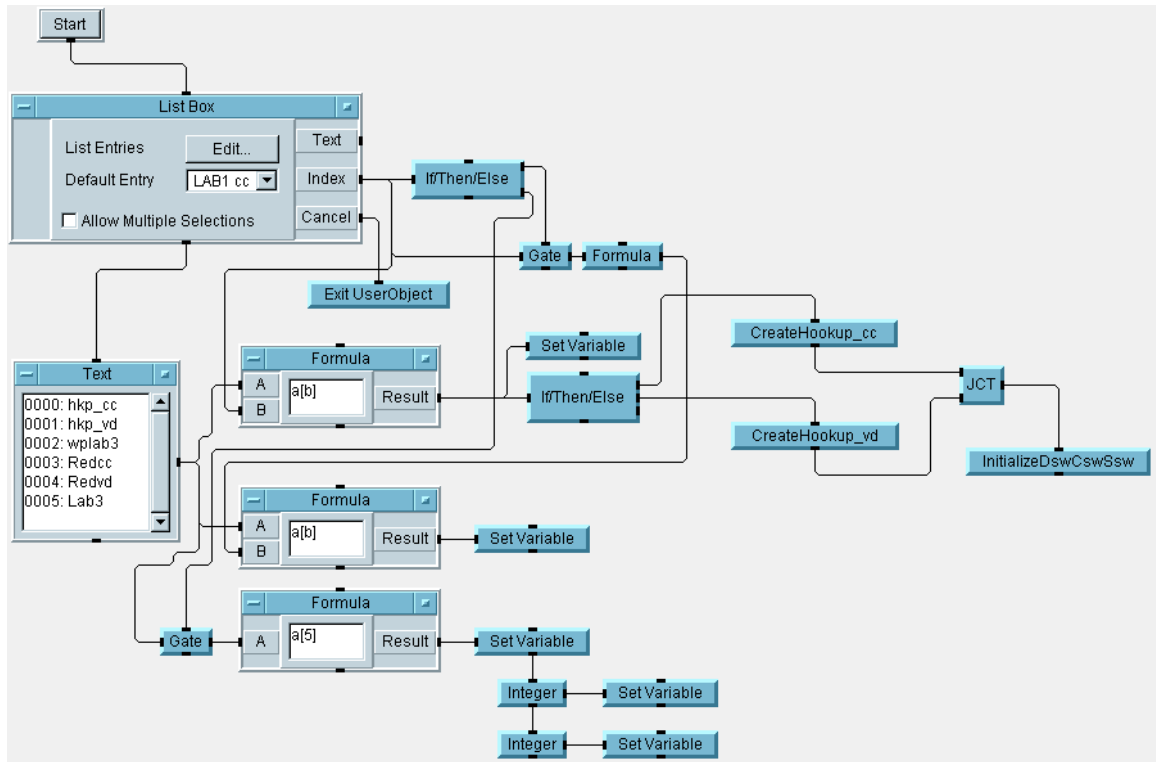 Start
List Box
List Entries
Edit...
Default Entry
LAB1 cc
Allow Multiple Selections
Text
Index
Cancel
If/Then/Else
Gate
Formula
Exit UserObject
Text
0000: hkp_cc
0001: hkp_vd
0002: wplab3
0003: Redcc
0004: Redvd
0005: Lab3
Formula
A
B
a[b]
Result
Set Variable
If/Then/Else
CreateHookup_cc
CreateHookup_vd
JCT
InitializeDswCswSsw
Formula
A
B
a[b]
Result
Set Variable
Gate
Formula
A
a[5]
Result
Set Variable
Integer
Set Variable
Integer
Set Variable